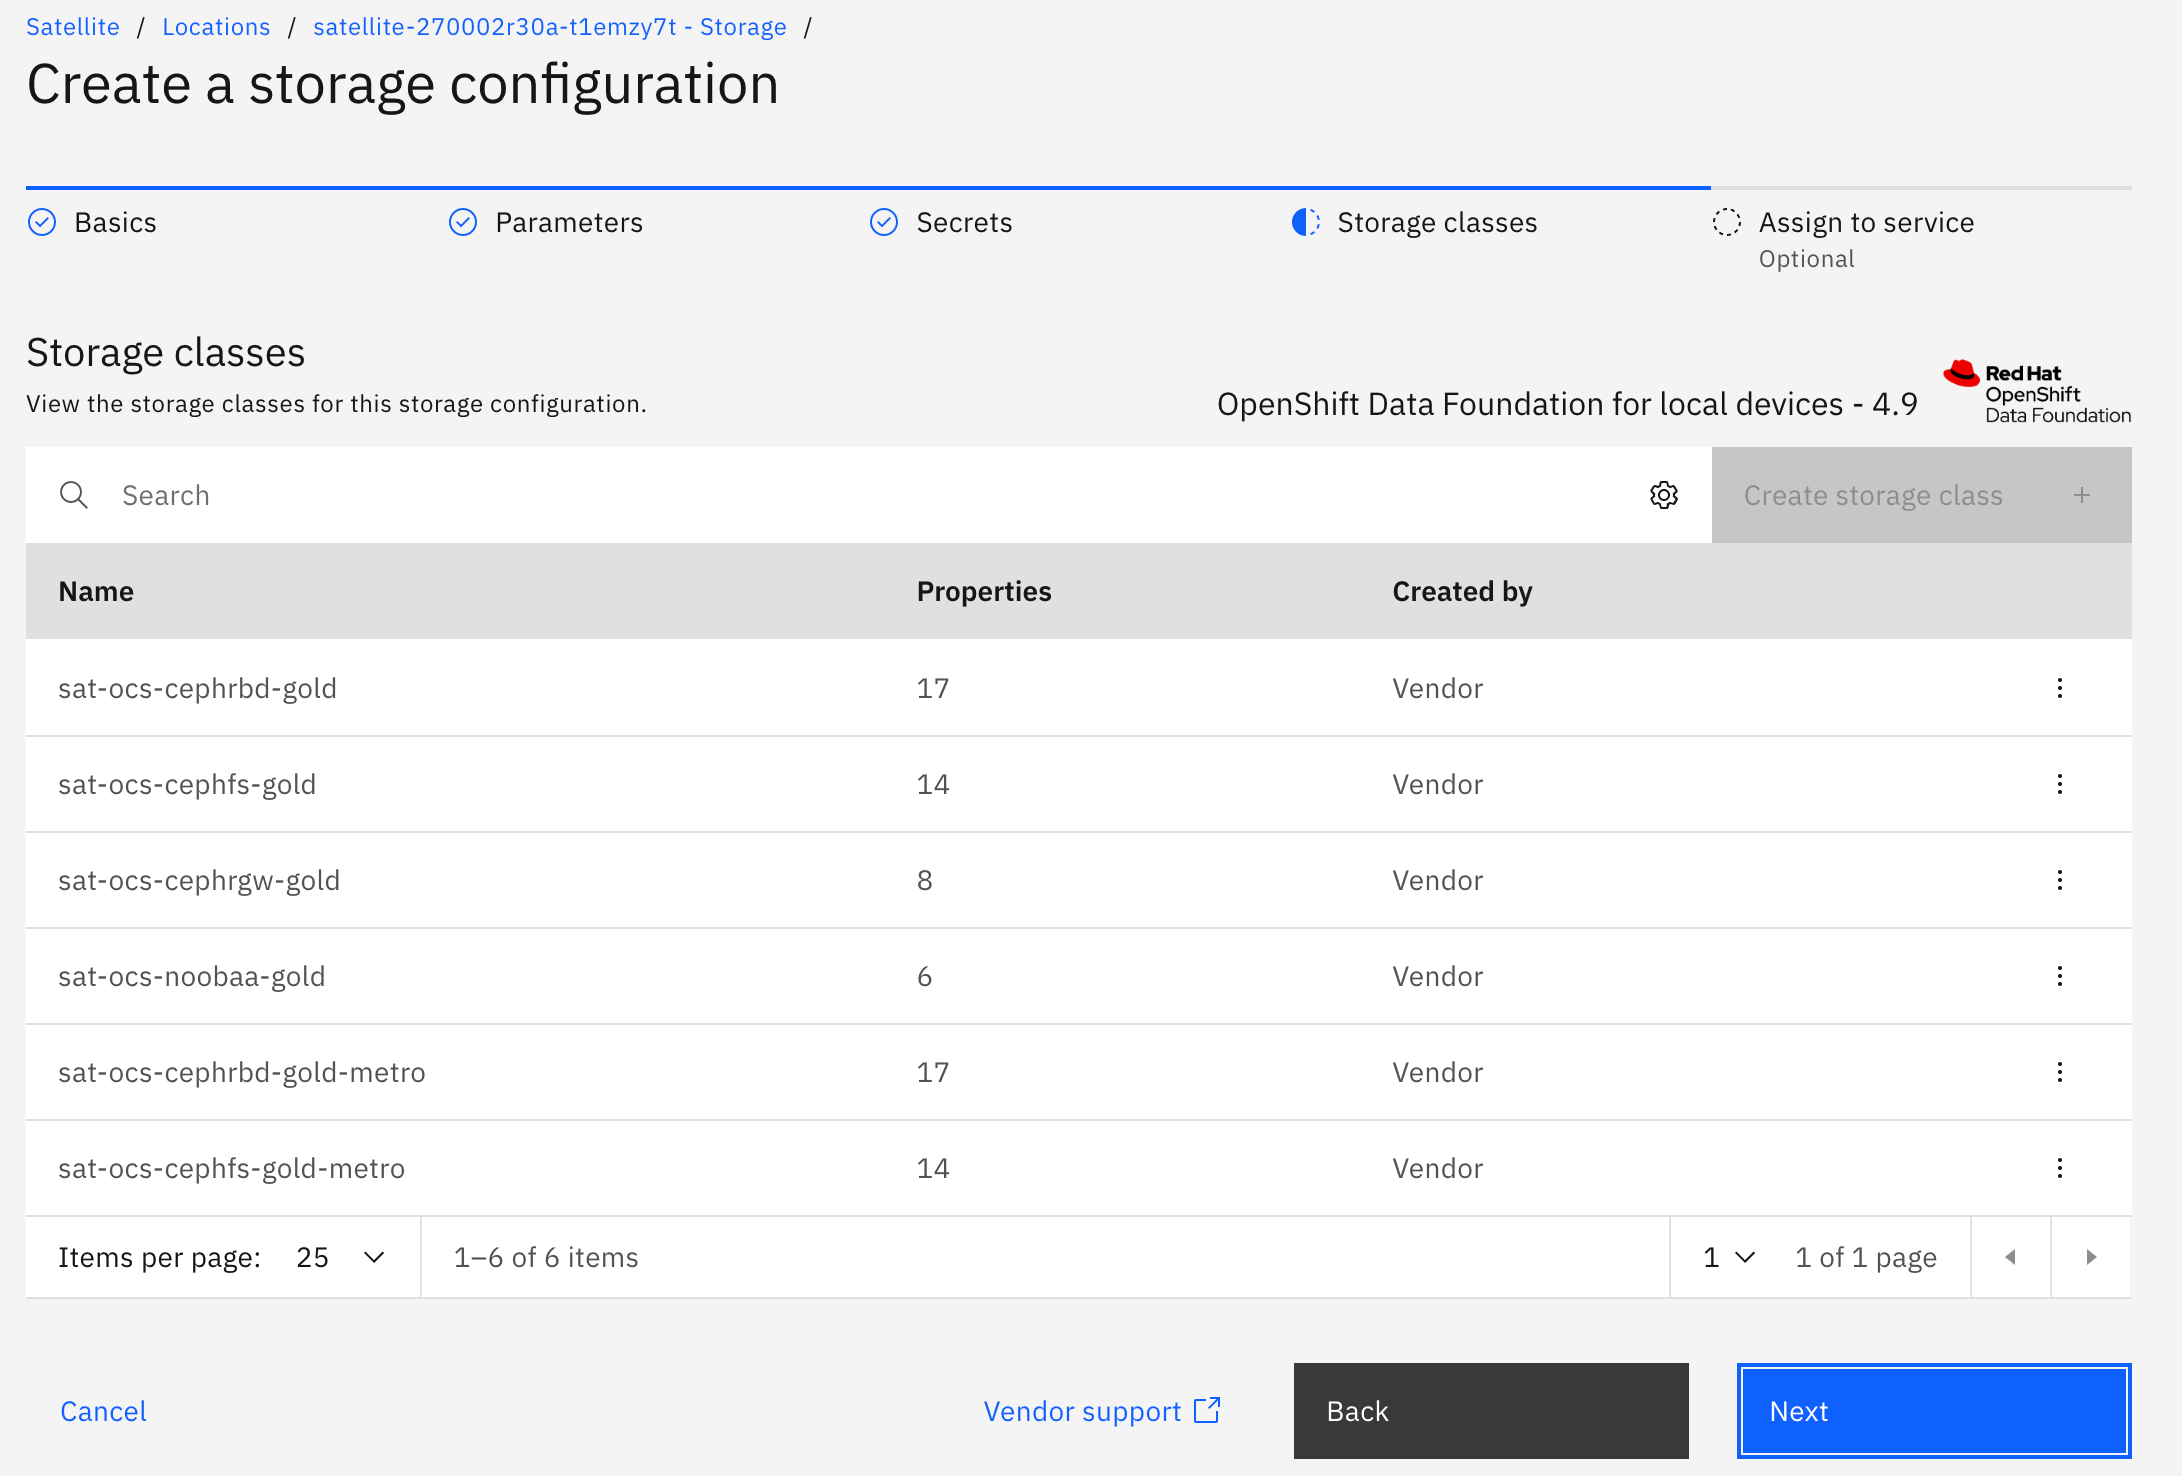 Satellite / Locations / satellite-270002r30a-t1emzy7t - Storage /
Create a storage configuration
Basics
Parameters
Secrets
Storage classes
Assign to service
Optional
Storage classes
View the storage classes for this storage configuration.
OpenShift Data Foundation for local devices - 4.9
Red Hat
OpenShift
Data Foundation
Search
Create storage class +
Name Properties Created by
sat-ocs-cephrbd-gold 17 Vendor
sat-ocs-cephfs-gold 14 Vendor
sat-ocs-cephrgw-gold 8 Vendor
sat-ocs-noobaa-gold 6 Vendor
sat-ocs-cephrbd-gold-metro 17 Vendor
sat-ocs-cephfs-gold-metro 14 Vendor
Items per page: 25 1–6 of 6 items 1 1 of 1 page
Cancel Vendor support Back Next